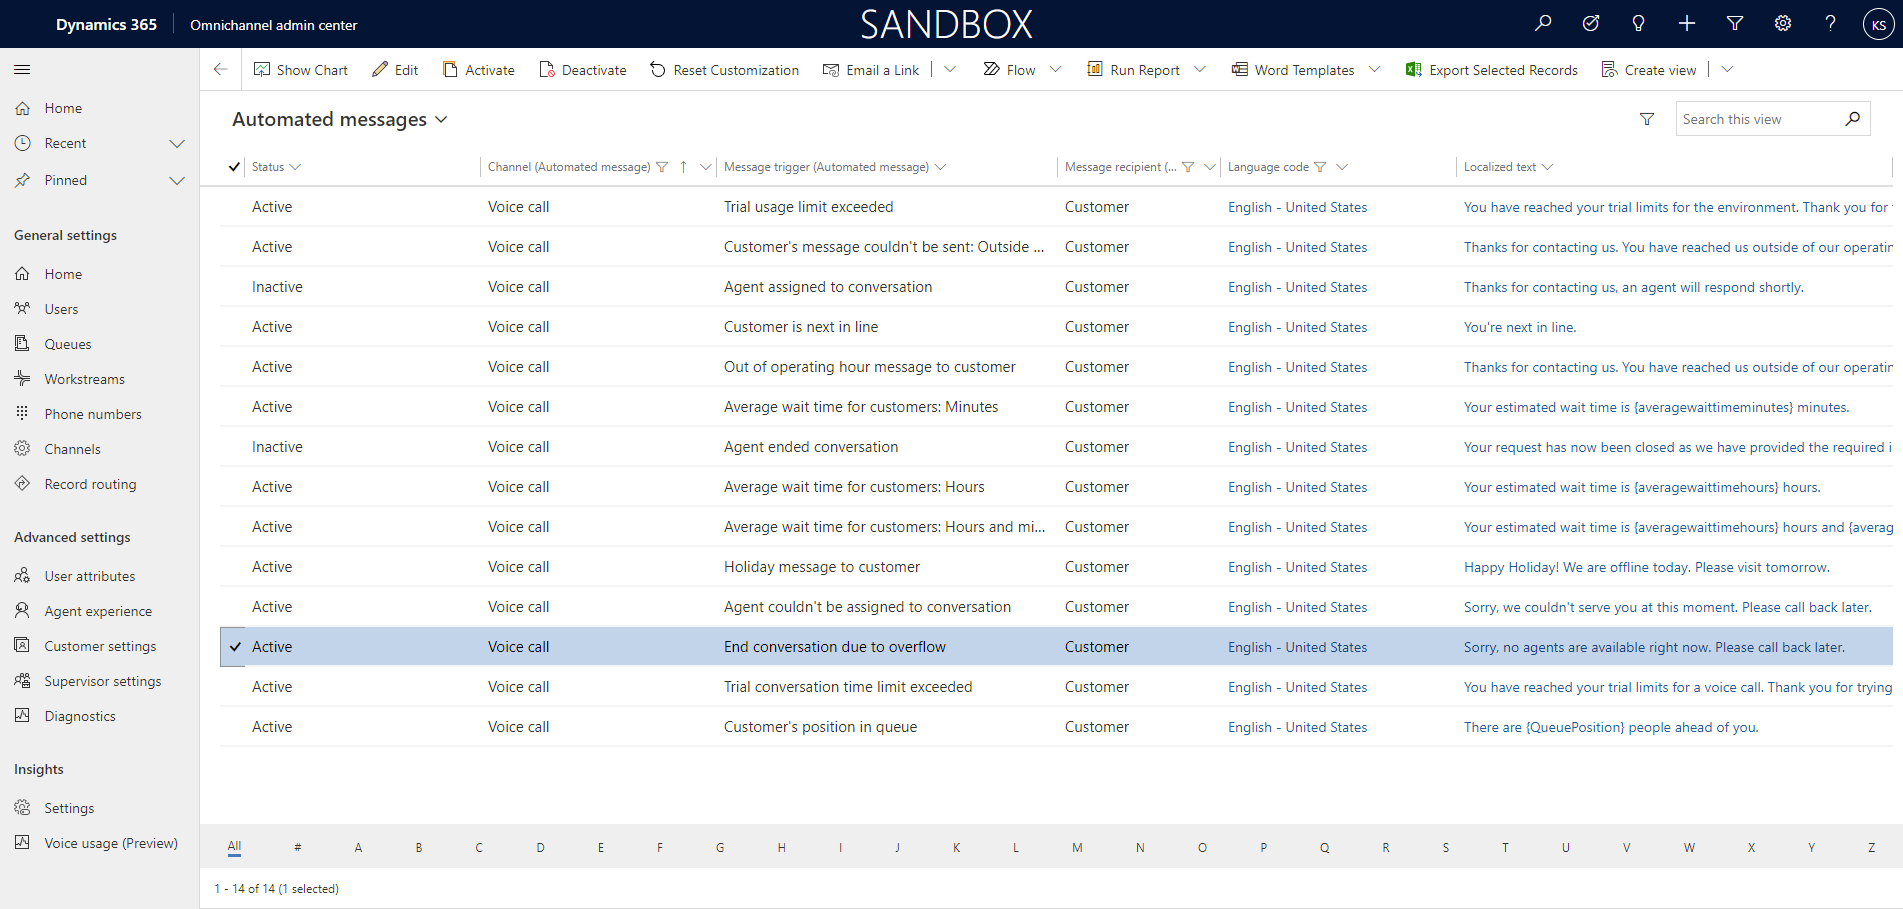 Dynamics 365 Omnichannel admin center SANDBOX KS
Show Chart Edit Activate Deactivate Reset Customization Email a Link Flow Run Report Word Templates Export Selected Records Create view
Home
Recent
Pinned
General settings
Home
Users
Queues
Workstreams
Phone numbers
Channels
Record routing
Advanced settings
User attributes
Agent experience
Customer settings
Supervisor settings
Diagnostics
Insights
Settings
Voice usage (Preview)
Automated messages Search this view
Status Channel (Automated message) Message trigger (Automated message) Message recipient (... Language code Localized text
Active Voice call Trial usage limit exceeded Customer English - United States You have reached your trial limits for the environment. Thank you for
Active Voice call Customer's message couldn't be sent: Outside ... Customer English - United States Thanks for contacting us. You have reached us outside of our operatin
Inactive Voice call Agent assigned to conversation Customer English - United States Thanks for contacting us, an agent will respond shortly.
Active Voice call Customer is next in line Customer English - United States You're next in line.
Active Voice call Out of operating hour message to customer Customer English - United States Thanks for contacting us. You have reached us outside of our operatin
Active Voice call Average wait time for customers: Minutes Customer English - United States Your estimated wait time is {averagewaittimeminutes} minutes.
Inactive Voice call Agent ended conversation Customer English - United States Your request has now been closed as we have provided the required i
Active Voice call Average wait time for customers: Hours Customer English - United States Your estimated wait time is {averagewaittimehours} hours.
Active Voice call Average wait time for customers: Hours and mi... Customer English - United States Your estimated wait time is {averagewaittimehours} hours and {averag
Active Voice call Holiday message to customer Customer English - United States Happy Holiday! We are offline today. Please visit tomorrow.
Active Voice call Agent couldn't be assigned to conversation Customer English - United States Sorry, we couldn't serve you at this moment. Please call back later.
Active Voice call End conversation due to overflow Customer English - United States Sorry, no agents are available right now. Please call back later.
Active Voice call Trial conversation time limit exceeded Customer English - United States You have reached your trial limits for a voice call. Thank you for trying
Active Voice call Customer's position in queue Customer English - United States There are {QueuePosition} people ahead of you.
All # A B C D E F G H I J K L M N O P Q R S T U V W X Y Z
1 - 14 of 14 (1 selected)